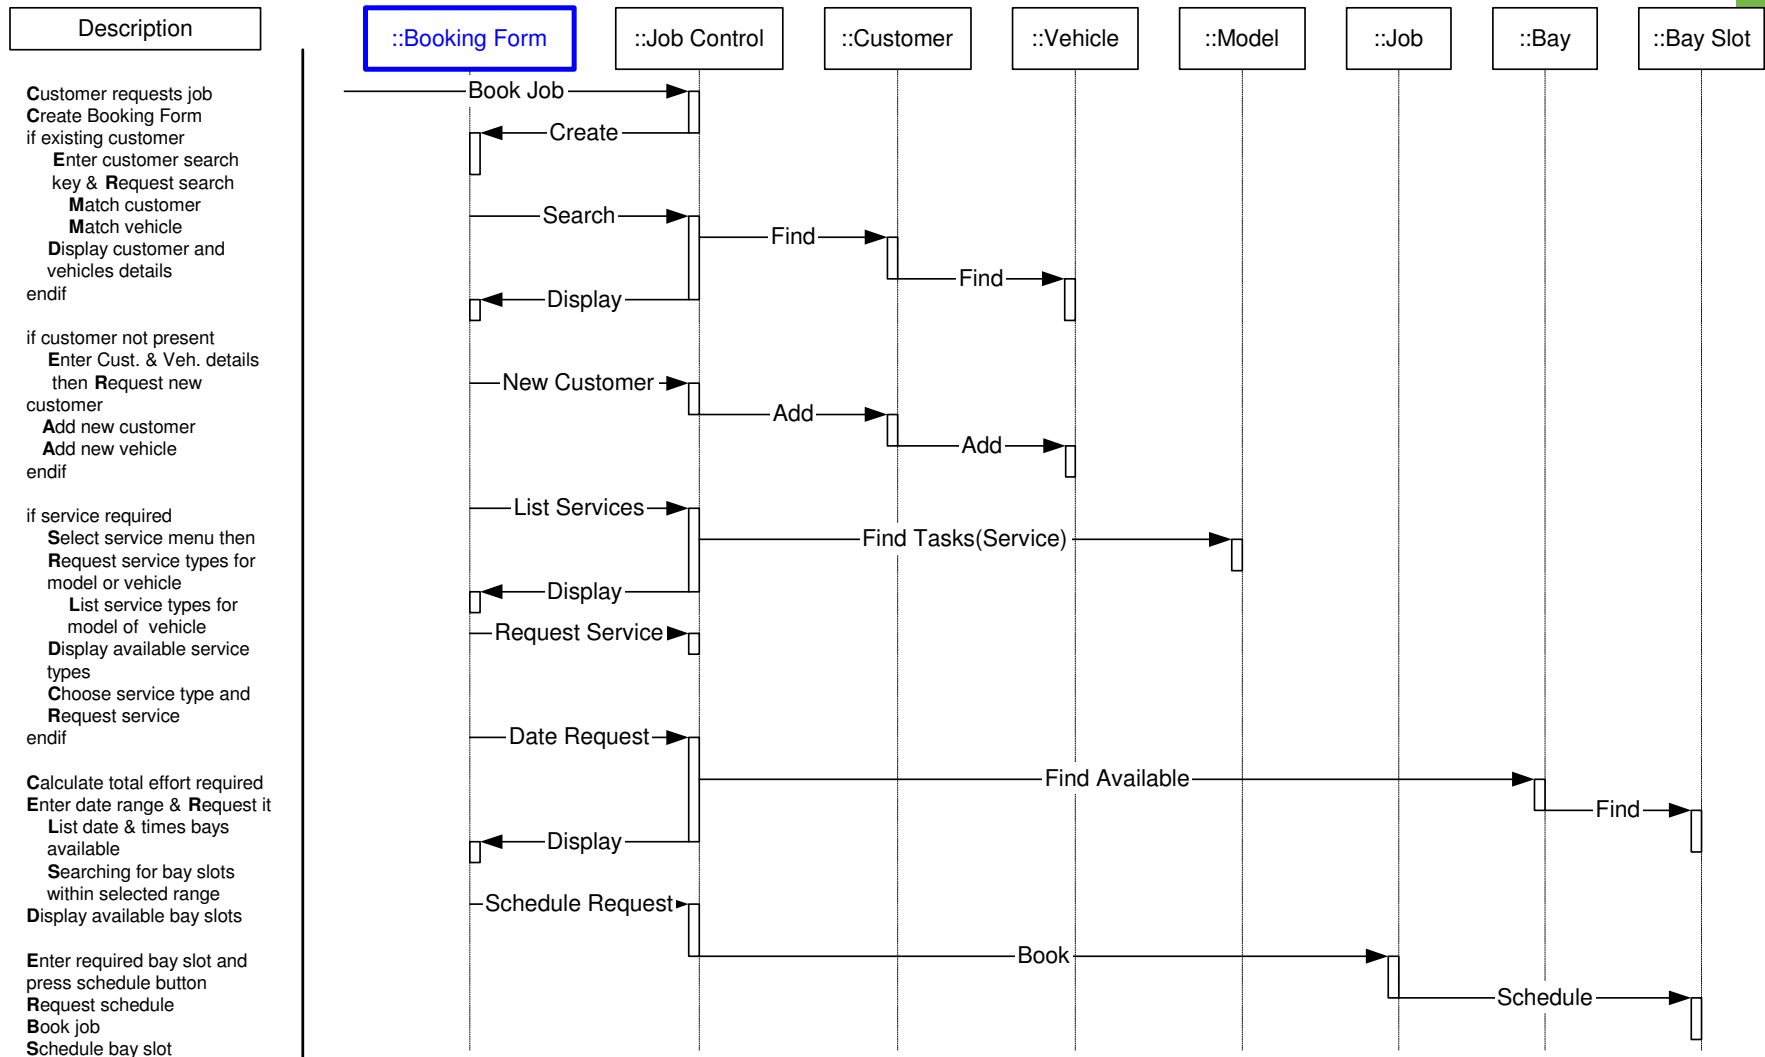 Description
::Booking Form
::Job Control
::Customer
::Vehicle
::Model
::Job
::Bay
::Bay Slot
Customer requests job
Create Booking Form
if existing customer
Enter customer search
key & Request search
Match customer
Match vehicle
Display customer and
vehicles details
endif
if customer not present
Enter Cust. & Veh. details
then Request new
customer
Add new customer
Add new vehicle
endif
if service required
Select service menu then
Request service types for
model or vehicle
List service types for
model of vehicle
Display available service
types
Choose service type and
Request service
endif
Calculate total effort required
Enter date range & Request it
List date & times bays
available
Searching for bay slots
within selected range
Display available bay slots
Enter required bay slot and
press schedule button
Request schedule
Book job
Schedule bay slot
Book Job
Create
Search
Find
Find
Display
New Customer
Add
Add
List Services
Find Tasks(Service)
Display
Request Service
Date Request
Find Available
Find
Display
Schedule Request
Book
Schedule